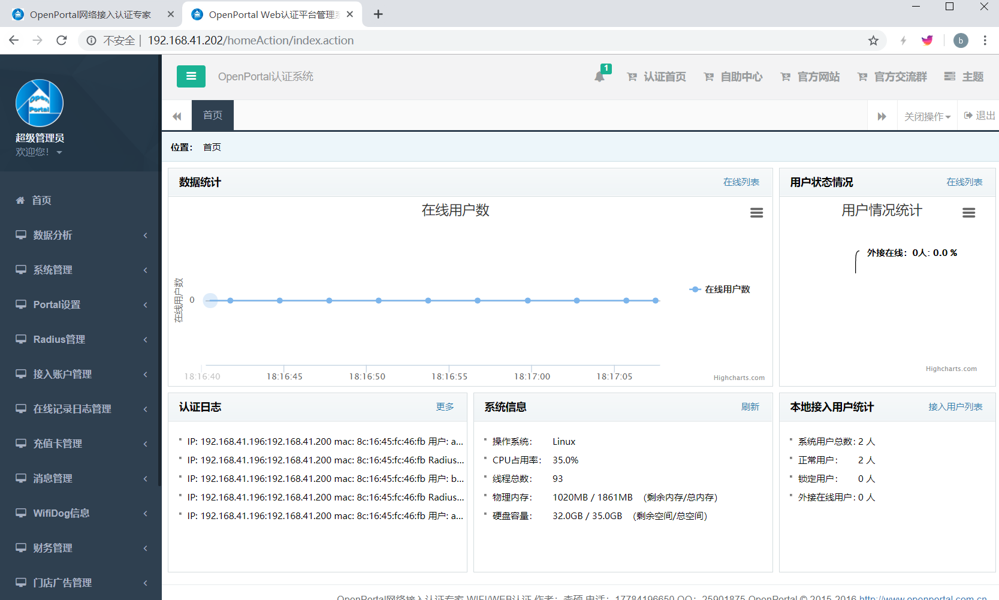 OpenPortal网络接入认证专家
OpenPortal Web认证平台管理系
不安全 | 192.168.41.202/homeAction/index.action
b
Open Portal
超级管理员
欢迎您!
首页
数据分析
系统管理
Portal设置
Radius管理
接入账户管理
在线记录日志管理
充值卡管理
消息管理
WifiDog信息
财务管理
门店广告管理
OpenPortal认证系统
1
认证首页
自助中心
官方网站
官方交流群
主题
首页
关闭操作
退出
位置: 首页
数据统计 在线列表
在线用户数
在线用户数
0
在线用户数
18:16:40 18:16:45 18:16:50 18:16:55 18:17:00 18:17:05
Highcharts.com
用户状态情况 在线列表
用户情况统计
外接在线: 0人: 0.0 %
Highcharts.com
认证日志 更多
IP: 192.168.41.196:192.168.41.200 mac: 8c:16:45:fc:46:fb 用户: a...
IP: 192.168.41.196:192.168.41.200 mac: 8c:16:45:fc:46:fb Radius...
IP: 192.168.41.196:192.168.41.200 mac: 8c:16:45:fc:46:fb 用户: b...
IP: 192.168.41.196:192.168.41.200 mac: 8c:16:45:fc:46:fb Radius...
IP: 192.168.41.196:192.168.41.200 mac: 8c:16:45:fc:46:fb 用户: a...
系统信息 刷新
操作系统: Linux
CPU占用率: 35.0%
线程总数: 93
物理内存: 1020MB / 1861MB (剩余内存/总内存)
硬盘容量: 32.0GB / 35.0GB (剩余空间/总空间)
本地接入用户统计 接入用户列表
系统用户总数: 2 人
正常用户: 2 人
锁定用户: 0 人
外接在线用户: 0 人
OpenPortal网络接入认证专家 WIFI/WEB认证 作者: 李硕 电话: 17784196650 QQ: 25901875 OpenPortal © 2015-2016 http://www.openportal.com.cn